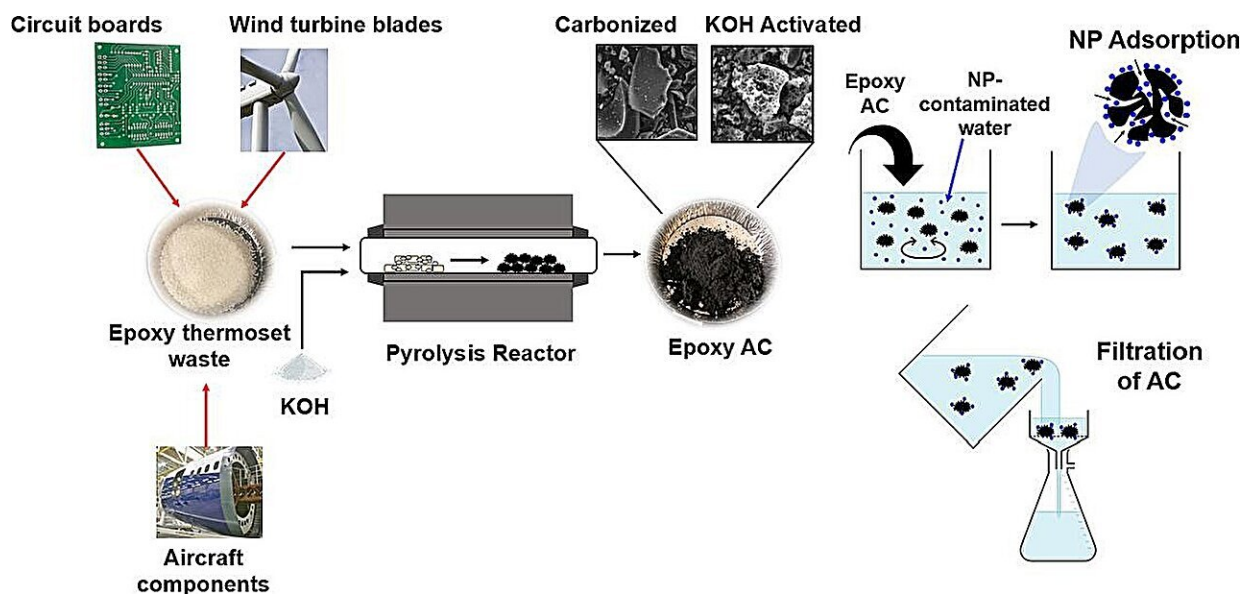 Circuit boards
Wind turbine blades
Carbonized
KOH Activated
NP Adsorption
Epoxy
AC
NP-
contaminated
water
Epoxy thermoset
waste
KOH
Pyrolysis Reactor
Epoxy AC
Filtration
of AC
Aircraft
components